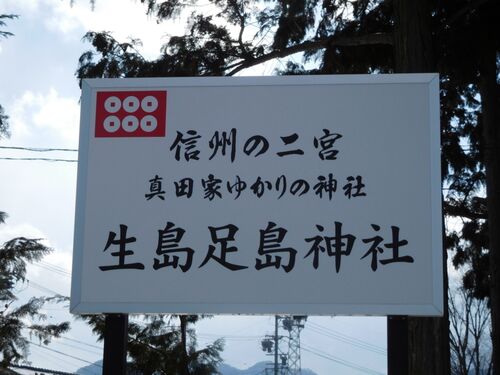 信州の二宮
真田家ゆかりの神社
生島足島神社